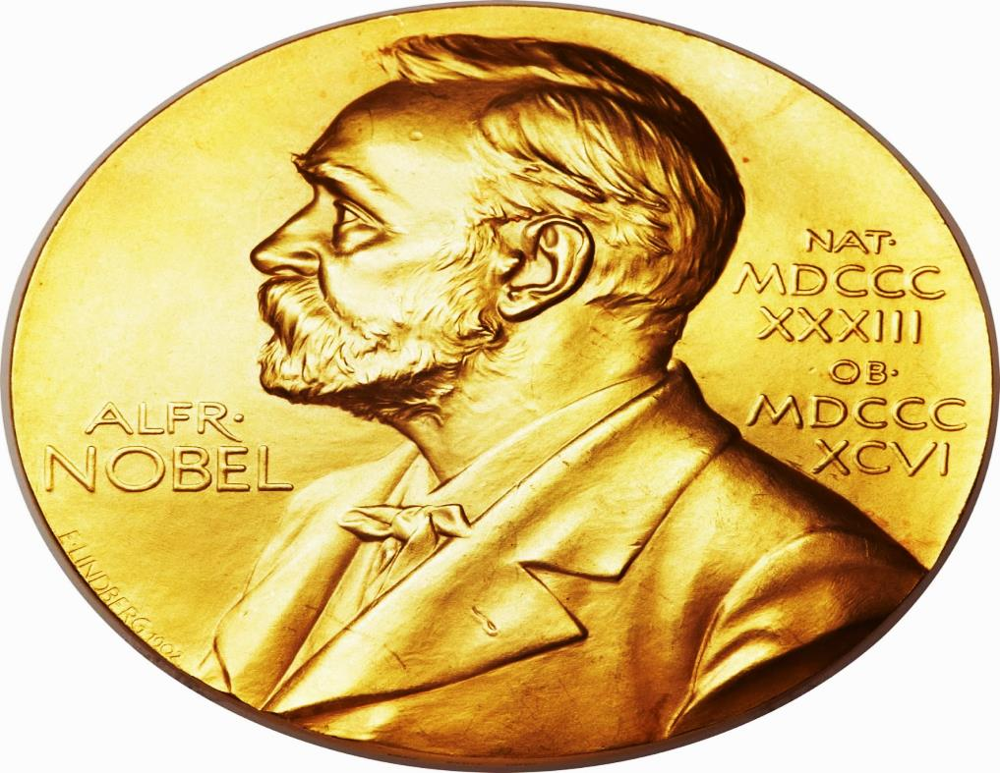 ALFR·
NOBEL
E·LINDBERG 1902
NAT·
MDCCC
XXXIII
·OB·
MDCCC
XCVI